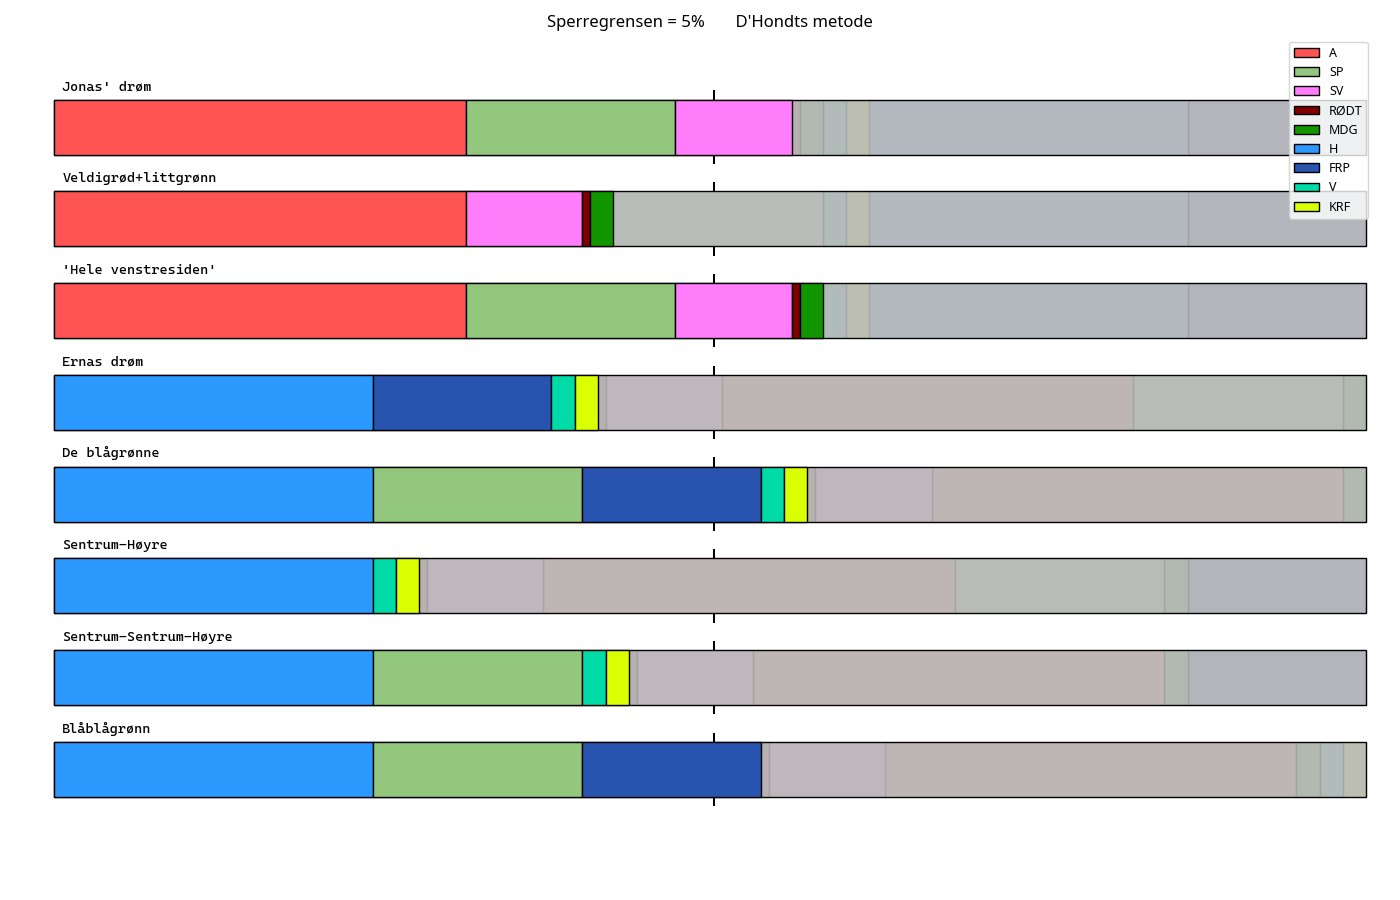 Sperregrensen = 5% D'Hondts metode
A
SP
SV
RØDT
MDG
H
FRP
V
KRF
Jonas' drøm
Veldigrød+littgrønn
'Hele venstresiden'
Ernas drøm
De blågrønne
Sentrum-Høyre
Sentrum-Sentrum-Høyre
Blåblågrønn